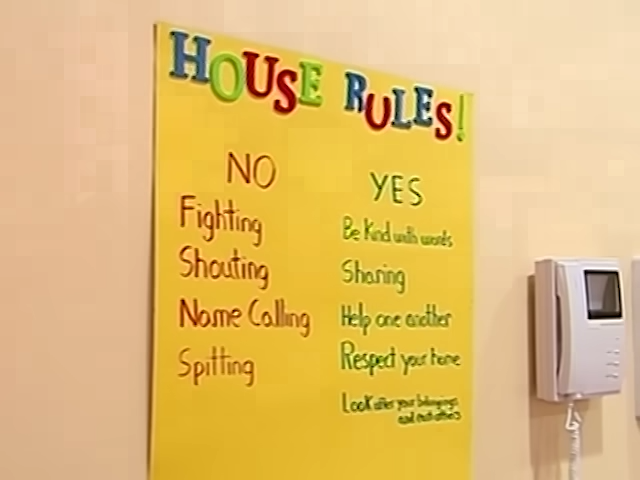 HOUSE RULES!
NO
Fighting
Shouting
Name Calling
Spitting
YES
Be Kind with words
Sharing
Help one another
Respect your home
Look after your belongings
and each others